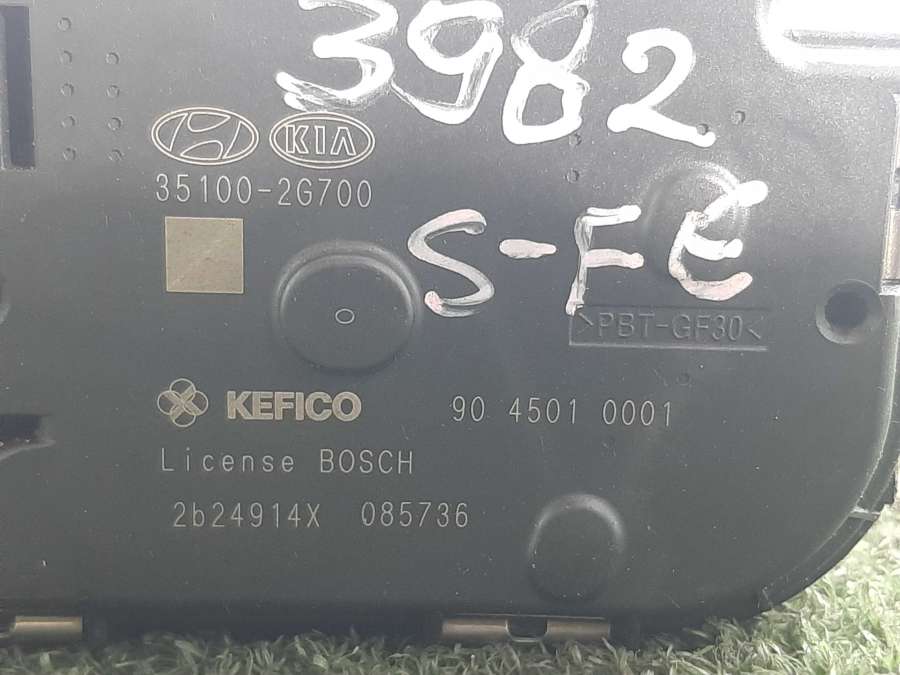 3982
KIA
35100-2G700
S-FE
>PBT-GF30<
KEFICO 90 4501 0001
License BOSCH
2b24914X 085736